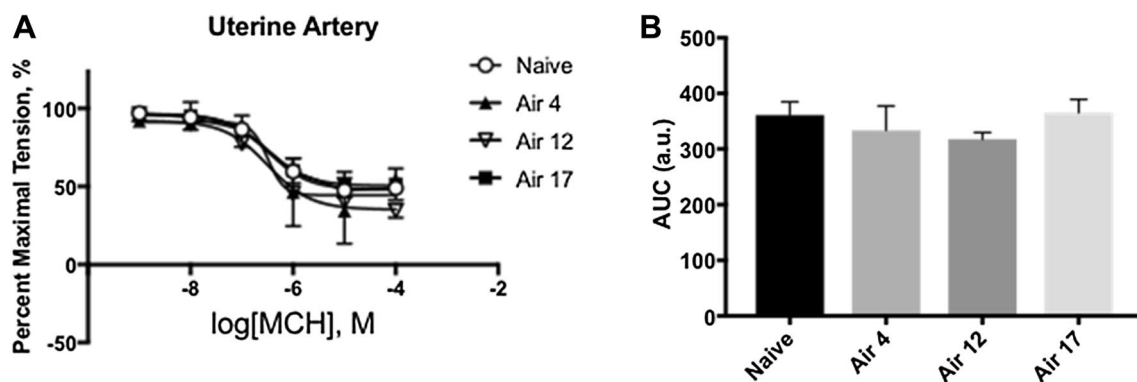 A
Uterine Artery
Percent Maximal Tension, %
100
50
0
-50
-8
-6
-4
-2
log[MCH], M
Naive
Air 4
Air 12
Air 17
B
AUC (a.u.)
500
400
300
200
100
0
Naive
Air 4
Air 12
Air 17